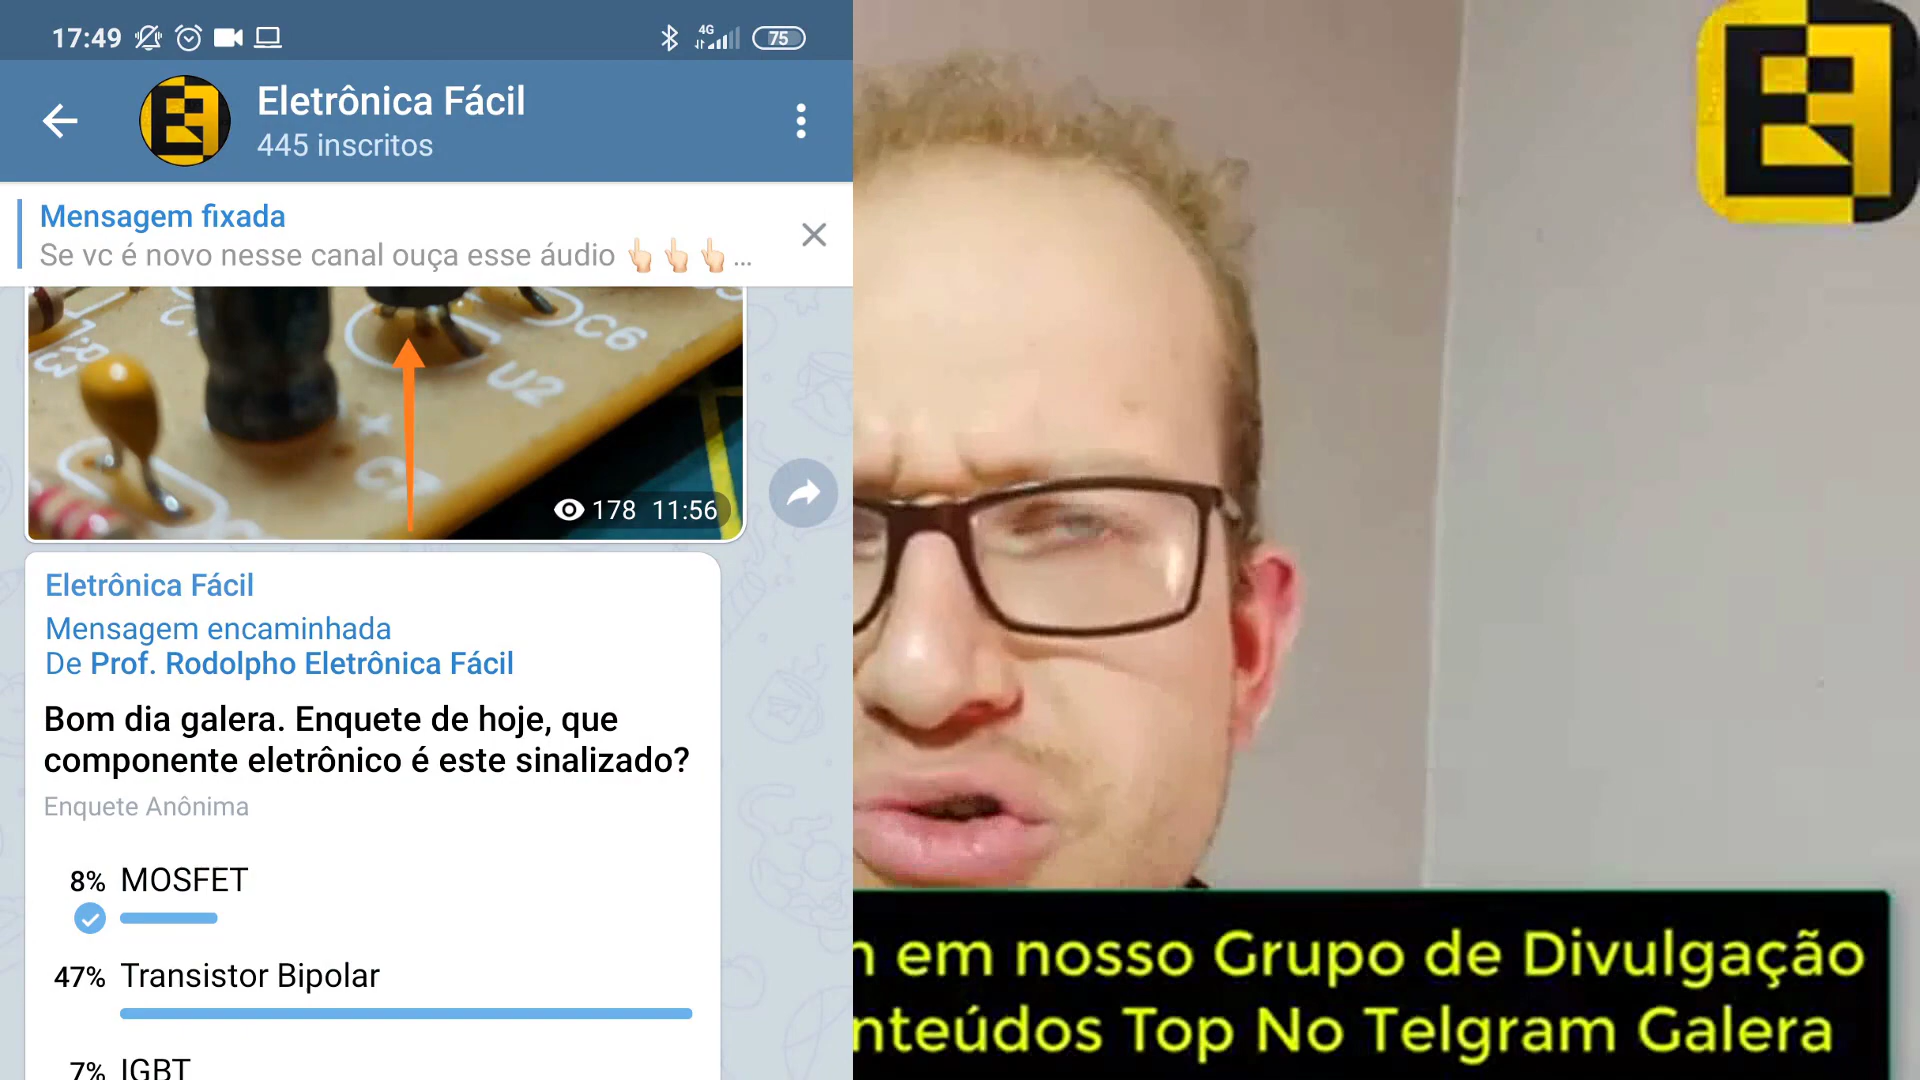 17:49
4G
75
Eletrônica Fácil
445 inscritos
Mensagem fixada
Se vc é novo nesse canal ouça esse áudio 👆🏻👆🏻👆🏻...
C6
U2
178 11:56
Eletrônica Fácil
Mensagem encaminhada
De Prof. Rodolpho Eletrônica Fácil
Bom dia galera. Enquete de hoje, que
componente eletrônico é este sinalizado?
Enquete Anônima
8% MOSFET
47% Transistor Bipolar
7% IGBT
EF
em nosso Grupo de Divulgação
nteúdos Top No Telgram Galera